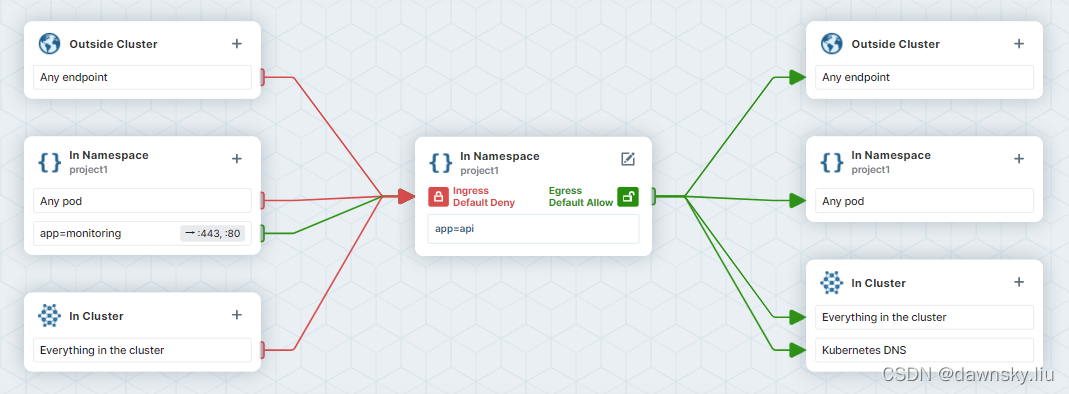 Outside Cluster +
Any endpoint
{} In Namespace +
project1
Any pod
app=monitoring → :443, :80
In Cluster +
Everything in the cluster
{} In Namespace
project1
Ingress
Default Deny
Egress
Default Allow
app=api
Outside Cluster +
Any endpoint
{} In Namespace +
project1
Any pod
In Cluster +
Everything in the cluster
Kubernetes DNS
CSDN @dawnsky.liu